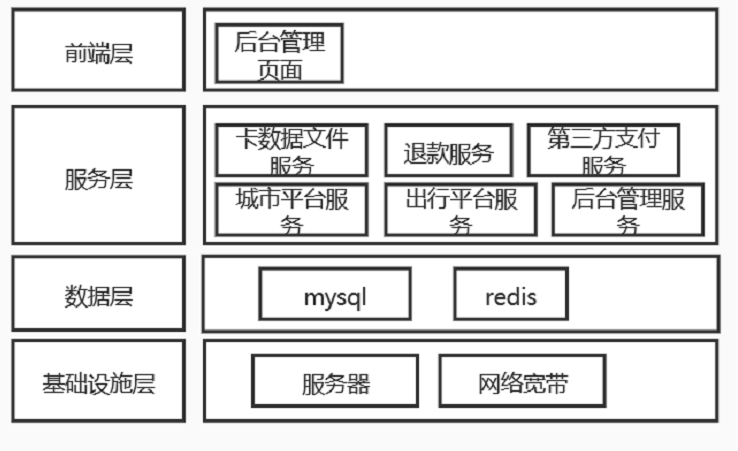 前端层
后台管理
页面
服务层
卡数据文件
服务
退款服务
第三方支付
服务
城市平台服
务
出行平台服
务
后台管理服
务
数据层
mysql
redis
基础设施层
服务器
网络宽带